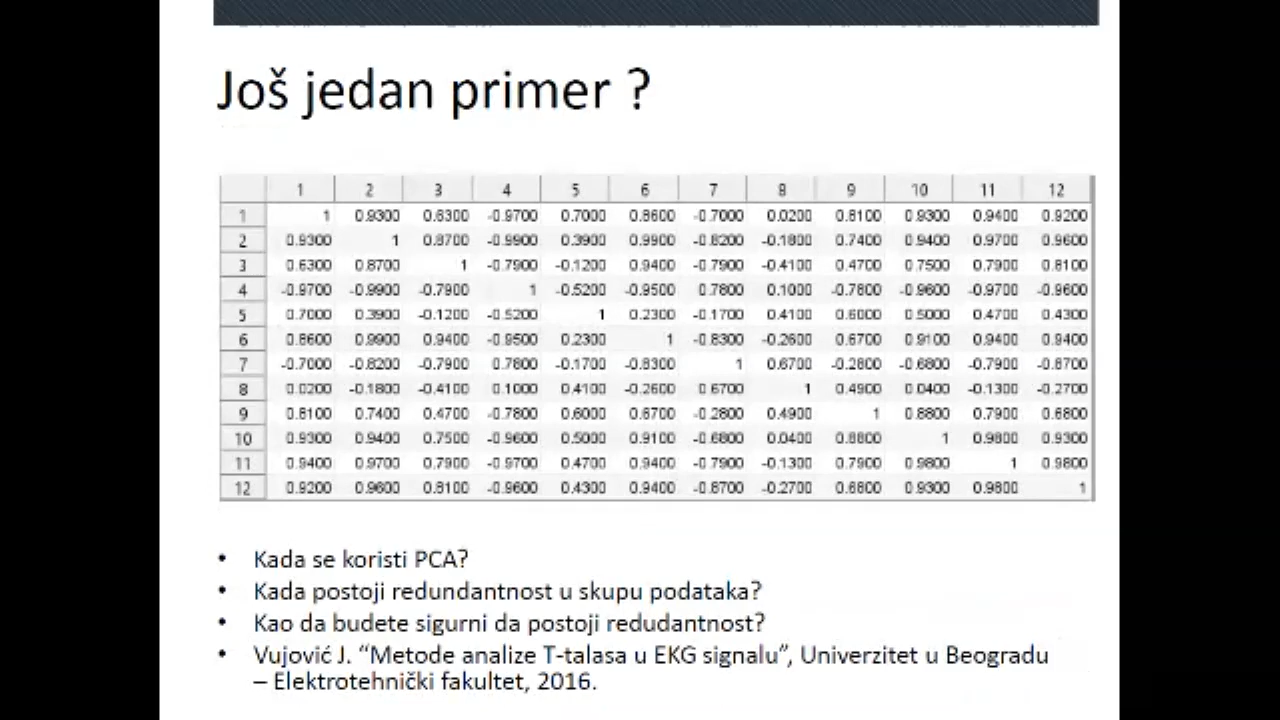 Još jedan primer ?
1 2 3 4 5 6 7 8 9 10 11 12
1 1 0.9300 0.6300 -0.9700 0.7000 0.8600 -0.7000 0.0200 0.8100 0.9300 0.9400 0.9200
2 0.9300 1 0.8700 -0.9900 0.3900 0.9900 -0.8200 -0.1800 0.7400 0.9400 0.9700 0.9600
3 0.6300 0.8700 1 -0.7900 -0.1200 0.9400 -0.7900 -0.4100 0.4700 0.7500 0.7900 0.8100
4 -0.9700 -0.9900 -0.7900 1 -0.5200 -0.9500 0.7800 0.1000 -0.7800 -0.9600 -0.9700 -0.9600
5 0.7000 0.3900 -0.1200 -0.5200 1 0.2300 -0.1700 0.4100 0.6000 0.5000 0.4700 0.4300
6 0.8600 0.9900 0.9400 -0.9500 0.2300 1 -0.8300 -0.2600 0.6700 0.9100 0.9400 0.9400
7 -0.7000 -0.8200 -0.7900 0.7800 -0.1700 -0.8300 1 0.6700 -0.2800 -0.6800 -0.7900 -0.8700
8 0.0200 -0.1800 -0.4100 0.1000 0.4100 -0.2600 0.6700 1 0.4900 0.0400 -0.1300 -0.2700
9 0.8100 0.7400 0.4700 -0.7800 0.6000 0.6700 -0.2800 0.4900 1 0.8800 0.7900 0.6800
10 0.9300 0.9400 0.7500 -0.9600 0.5000 0.9100 -0.6800 0.0400 0.8800 1 0.9800 0.9300
11 0.9400 0.9700 0.7900 -0.9700 0.4700 0.9400 -0.7900 -0.1300 0.7900 0.9800 1 0.9800
12 0.9200 0.9600 0.8100 -0.9600 0.4300 0.9400 -0.8700 -0.2700 0.6800 0.9300 0.9800 1
• Kada se koristi PCA?
• Kada postoji redundantnost u skupu podataka?
• Kao da budete sigurni da postoji redudantnost?
• Vujović J. “Metode analize T-talasa u EKG signalu”, Univerzitet u Beogradu
– Elektrotehnički fakultet, 2016.